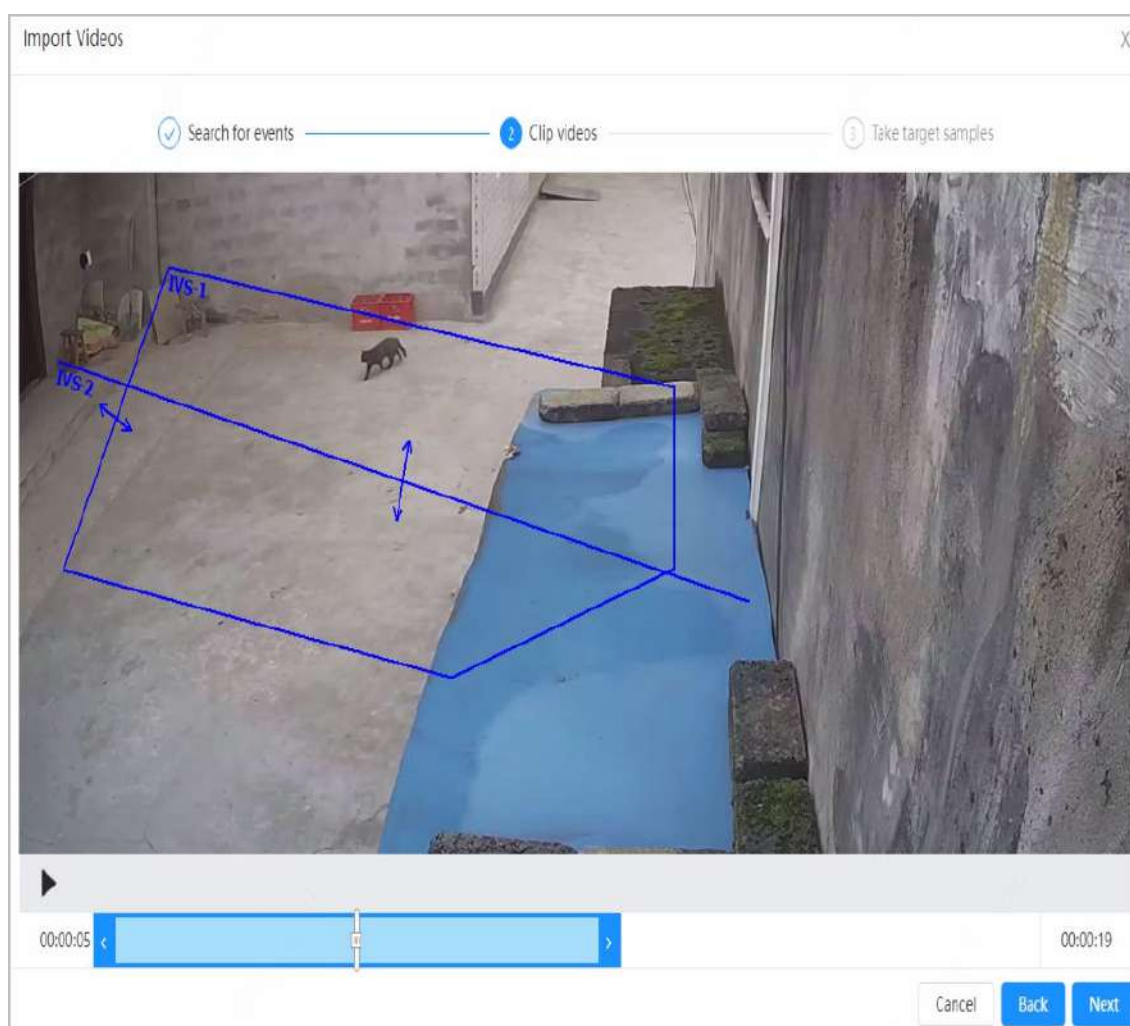 Import Videos X
Search for events 2 Clip videos 3 Take target samples
IVS-1
IVS-2
00:00:05 00:00:19
Cancel Back Next